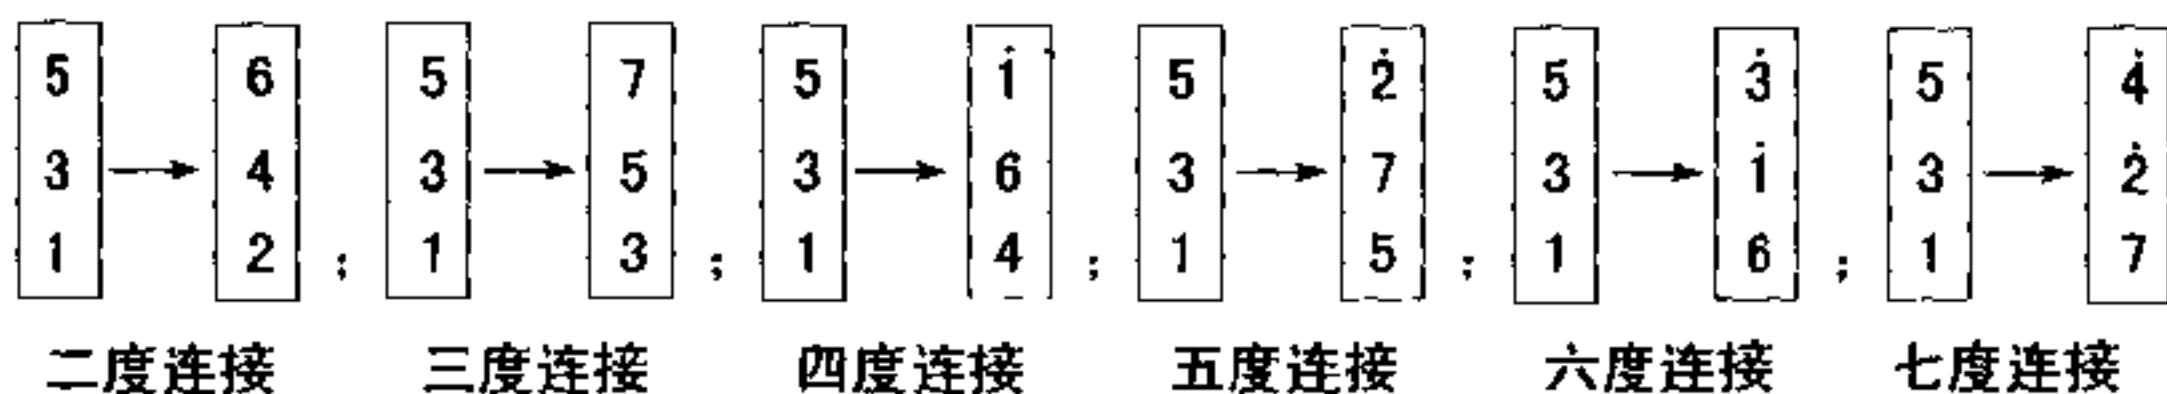 5 6 5 7 5 1̇ 5 2̇ 5 3̇ 5 4̇
3 → 4 3 → 5 3 → 6 3 → 7 3 → 1̇ 3 → 2̇
1 2 ; 1 3 ; 1 4 ; 1 5 ; 1 6 ; 1 7
二度连接 三度连接 四度连接 五度连接 六度连接 七度连接